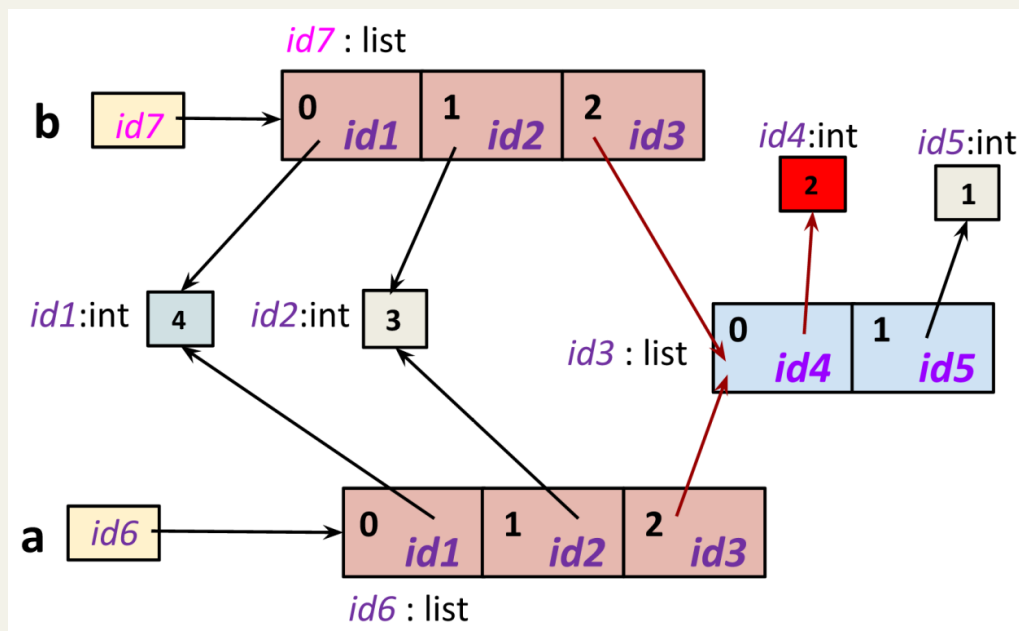 id7 : list
b id7 0 id1 1 id2 2 id3
id4:int id5:int
2 1
id1:int 4 id2:int 3
id3 : list 0 id4 1 id5
a id6 0 id1 1 id2 2 id3
id6 : list